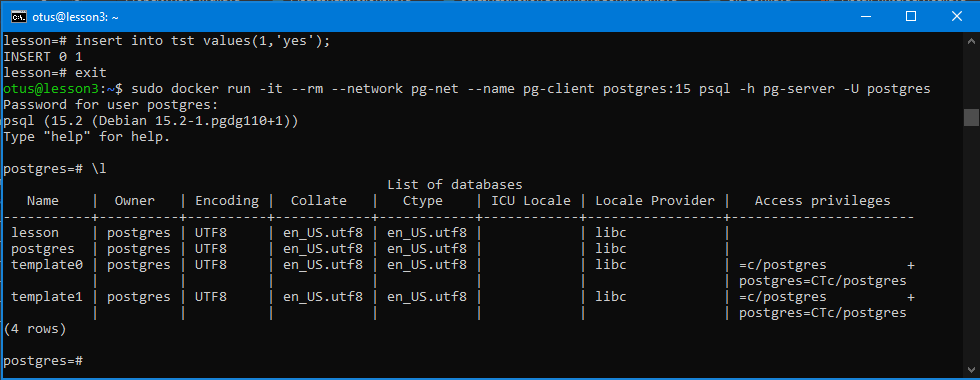 otus@lesson3: ~
lesson=# insert into tst values(1,'yes');
INSERT 0 1
lesson=# exit
otus@lesson3:~$ sudo docker run -it --rm --network pg-net --name pg-client postgres:15 psql -h pg-server -U postgres
Password for user postgres:
psql (15.2 (Debian 15.2-1.pgdg110+1))
Type "help" for help.

postgres=# \l
                                                List of databases
   Name    |  Owner   | Encoding |  Collate   |   Ctype    | ICU Locale | Locale Provider |   Access privileges
-----------+----------+----------+------------+------------+------------+-----------------+-----------------------
 lesson    | postgres | UTF8     | en_US.utf8 | en_US.utf8 |            | libc            |
 postgres  | postgres | UTF8     | en_US.utf8 | en_US.utf8 |            | libc            |
 template0 | postgres | UTF8     | en_US.utf8 | en_US.utf8 |            | libc            | =c/postgres          +
           |          |          |            |            |            |                 | postgres=CTc/postgres
 template1 | postgres | UTF8     | en_US.utf8 | en_US.utf8 |            | libc            | =c/postgres          +
           |          |          |            |            |            |                 | postgres=CTc/postgres
(4 rows)

postgres=#